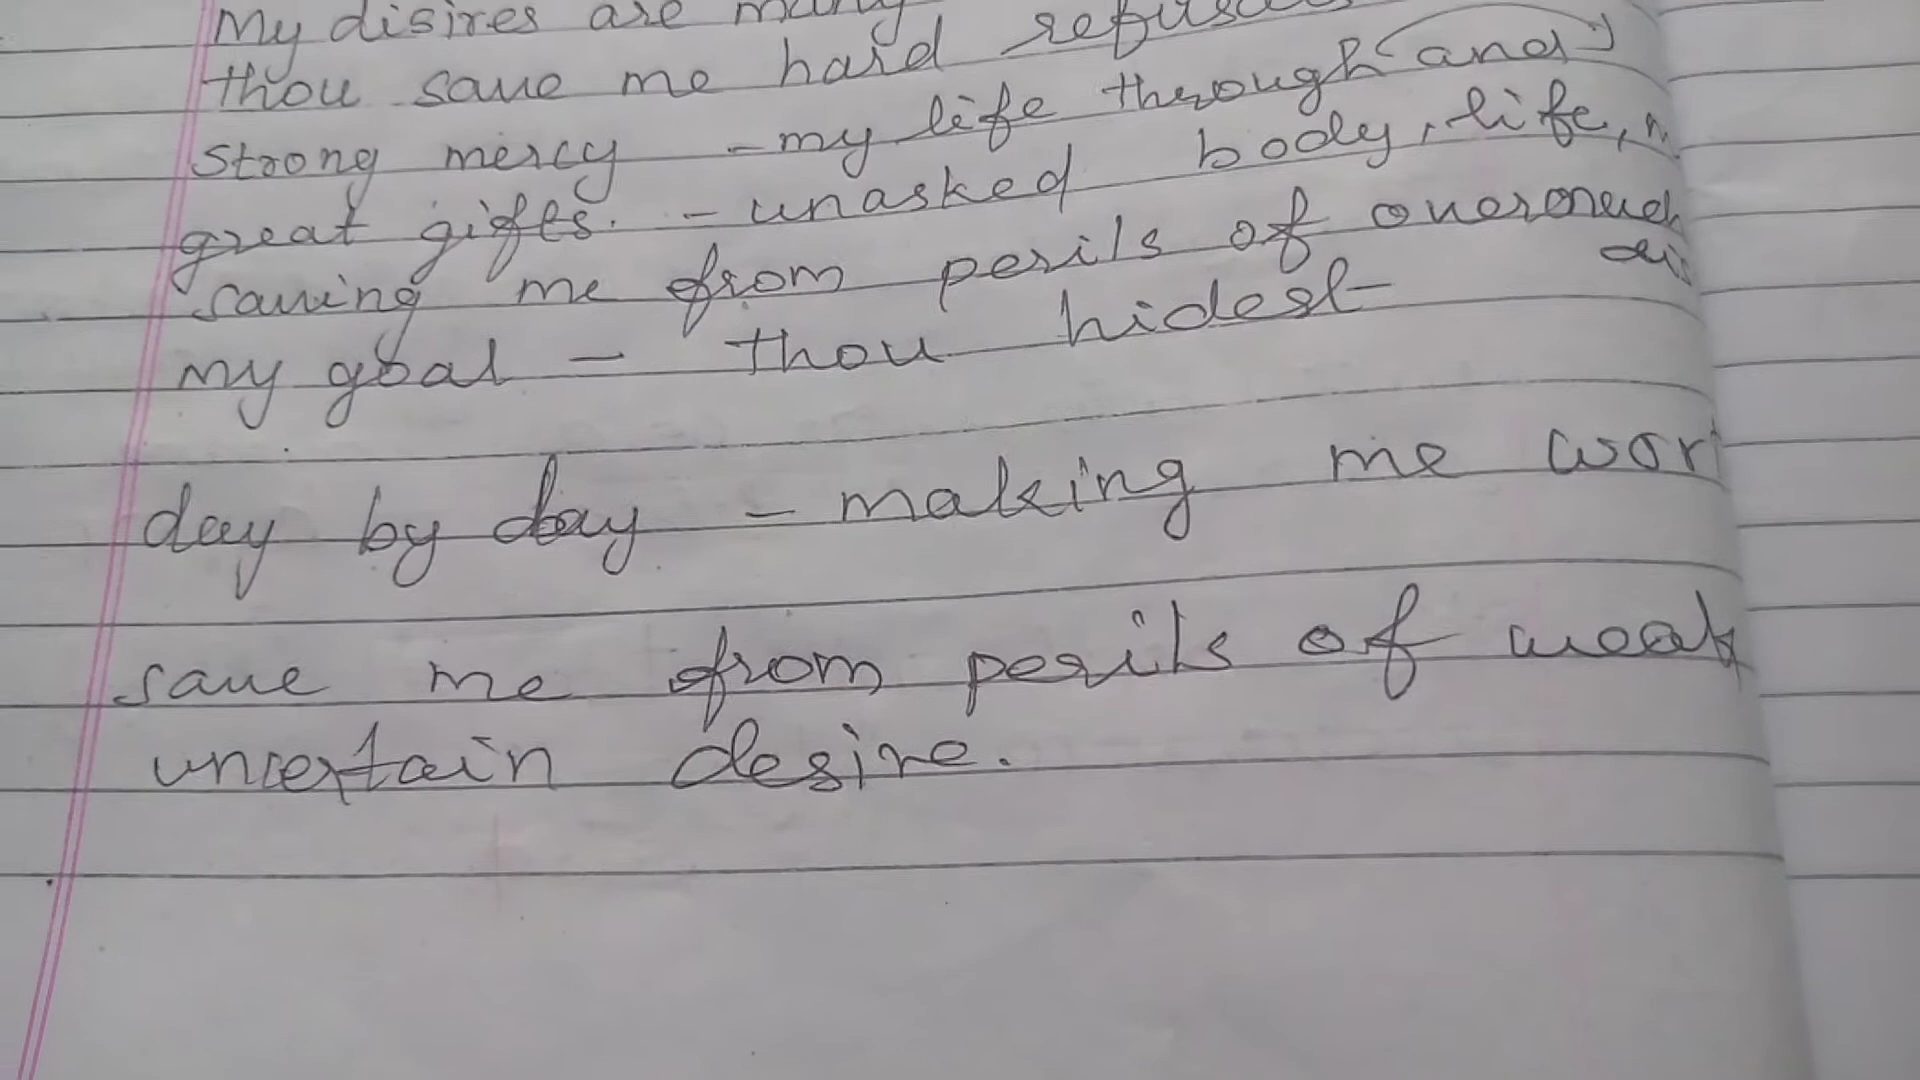 My disires are many
thou save me hard
strong mercy - my life through (and)
great gifts. - unasked body, life,
saving me from perils of
my goal - thou hidest
day by day - making me
save me from perils of weak
uncertain desire.